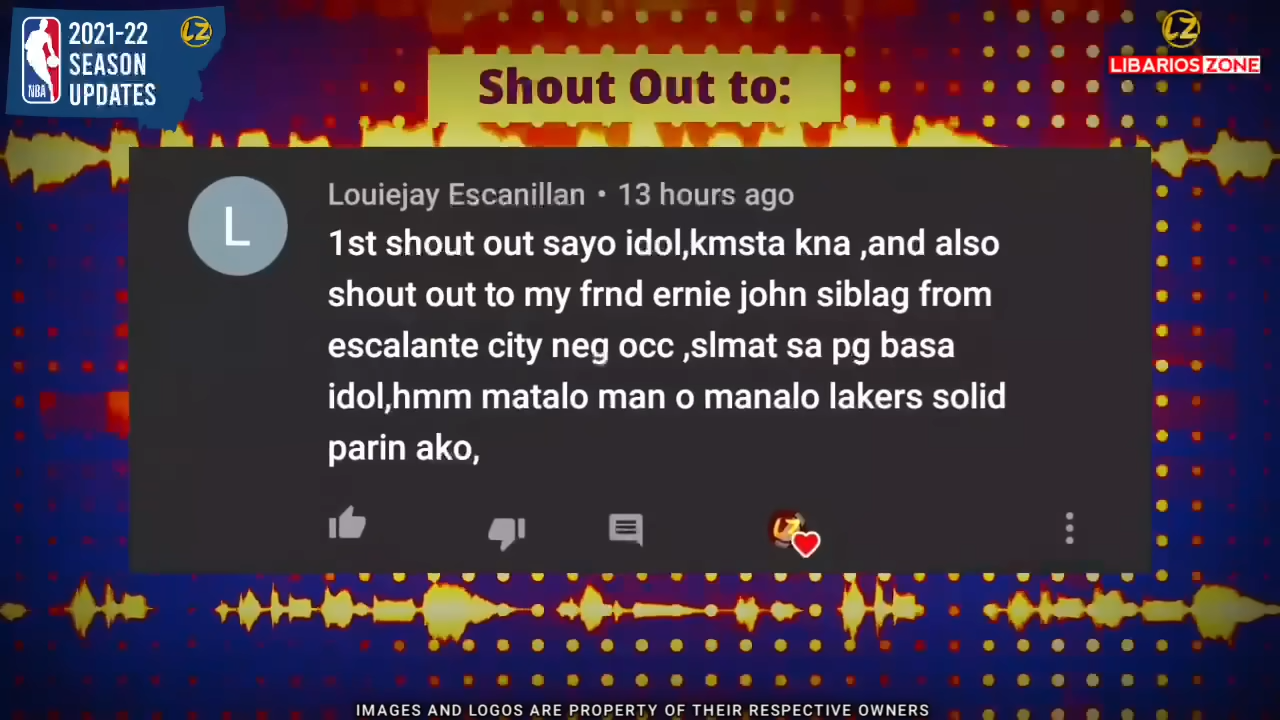 NBA
2021-22
SEASON
UPDATES
LZ
LZ
LIBARIOS ZONE
Shout Out to:
L
Louiejay Escanillan • 13 hours ago
1st shout out sayo idol,kmsta kna ,and also
shout out to my frnd ernie john siblag from
escalante city neg occ ,slmat sa pg basa
idol,hmm matalo man o manalo lakers solid
parin ako,
LZ
IMAGES AND LOGOS ARE PROPERTY OF THEIR RESPECTIVE OWNERS